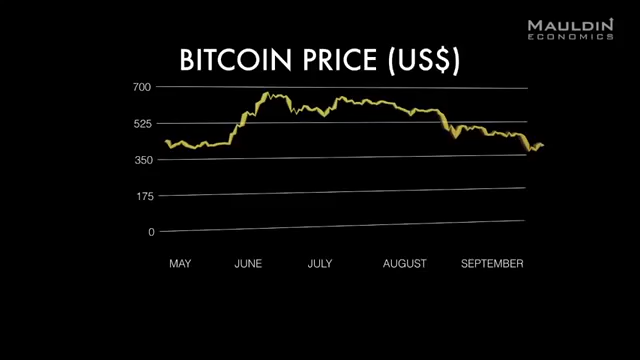 MAULDIN
ECONOMICS
BITCOIN PRICE (US$)
700
525
350
175
0
MAY JUNE JULY AUGUST SEPTEMBER